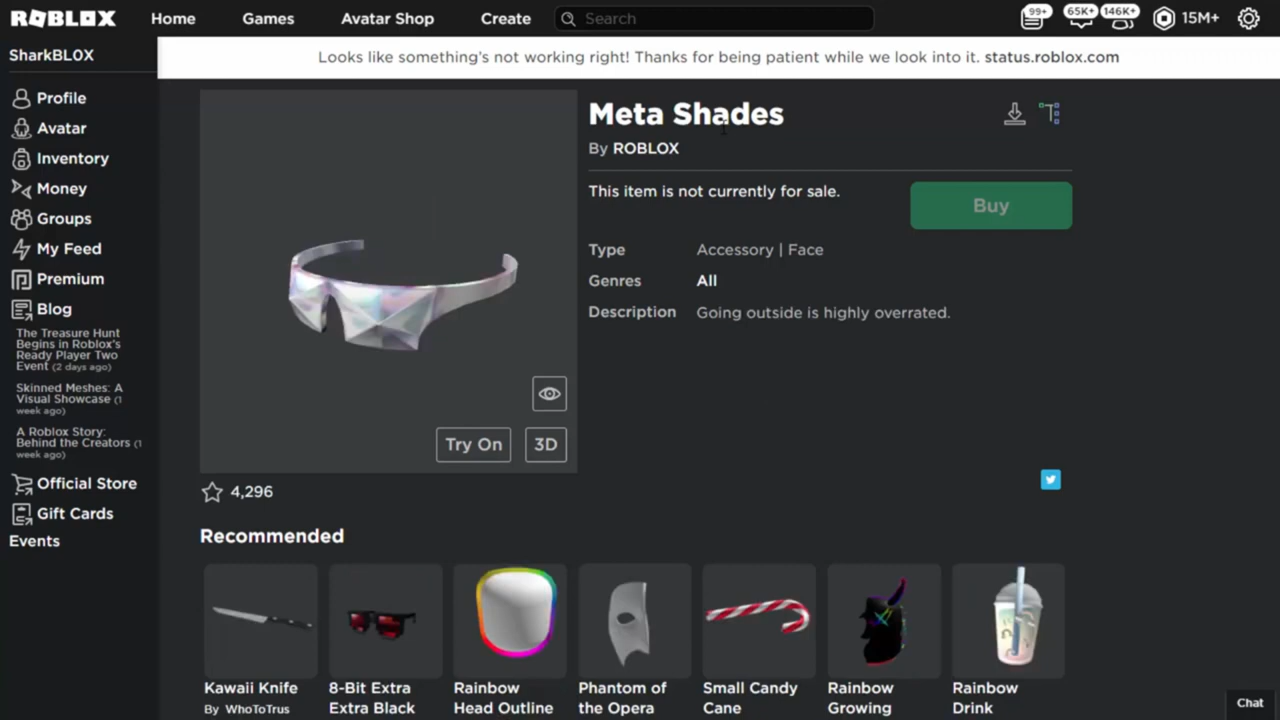 ROBLOX
Home
Games
Avatar Shop
Create
Search
99+
65K+
146K+
15M+
SharkBLOX
Looks like something's not working right! Thanks for being patient while we look into it. status.roblox.com
Profile
Avatar
Inventory
Money
Groups
My Feed
Premium
Blog
The Treasure Hunt
Begins in Roblox's
Ready Player Two
Event (2 days ago)
Skinned Meshes: A
Visual Showcase (1
week ago)
A Roblox Story:
Behind the Creators (1
week ago)
Official Store
Gift Cards
Events
Meta Shades
By ROBLOX
This item is not currently for sale.
Buy
Type Accessory | Face
Genres All
Description Going outside is highly overrated.
Try On
3D
4,296
Recommended
Kawaii Knife
By WhoToTrus
8-Bit Extra
Extra Black
Rainbow
Head Outline
Phantom of
the Opera
Small Candy
Cane
Rainbow
Growing
Rainbow
Drink
Chat